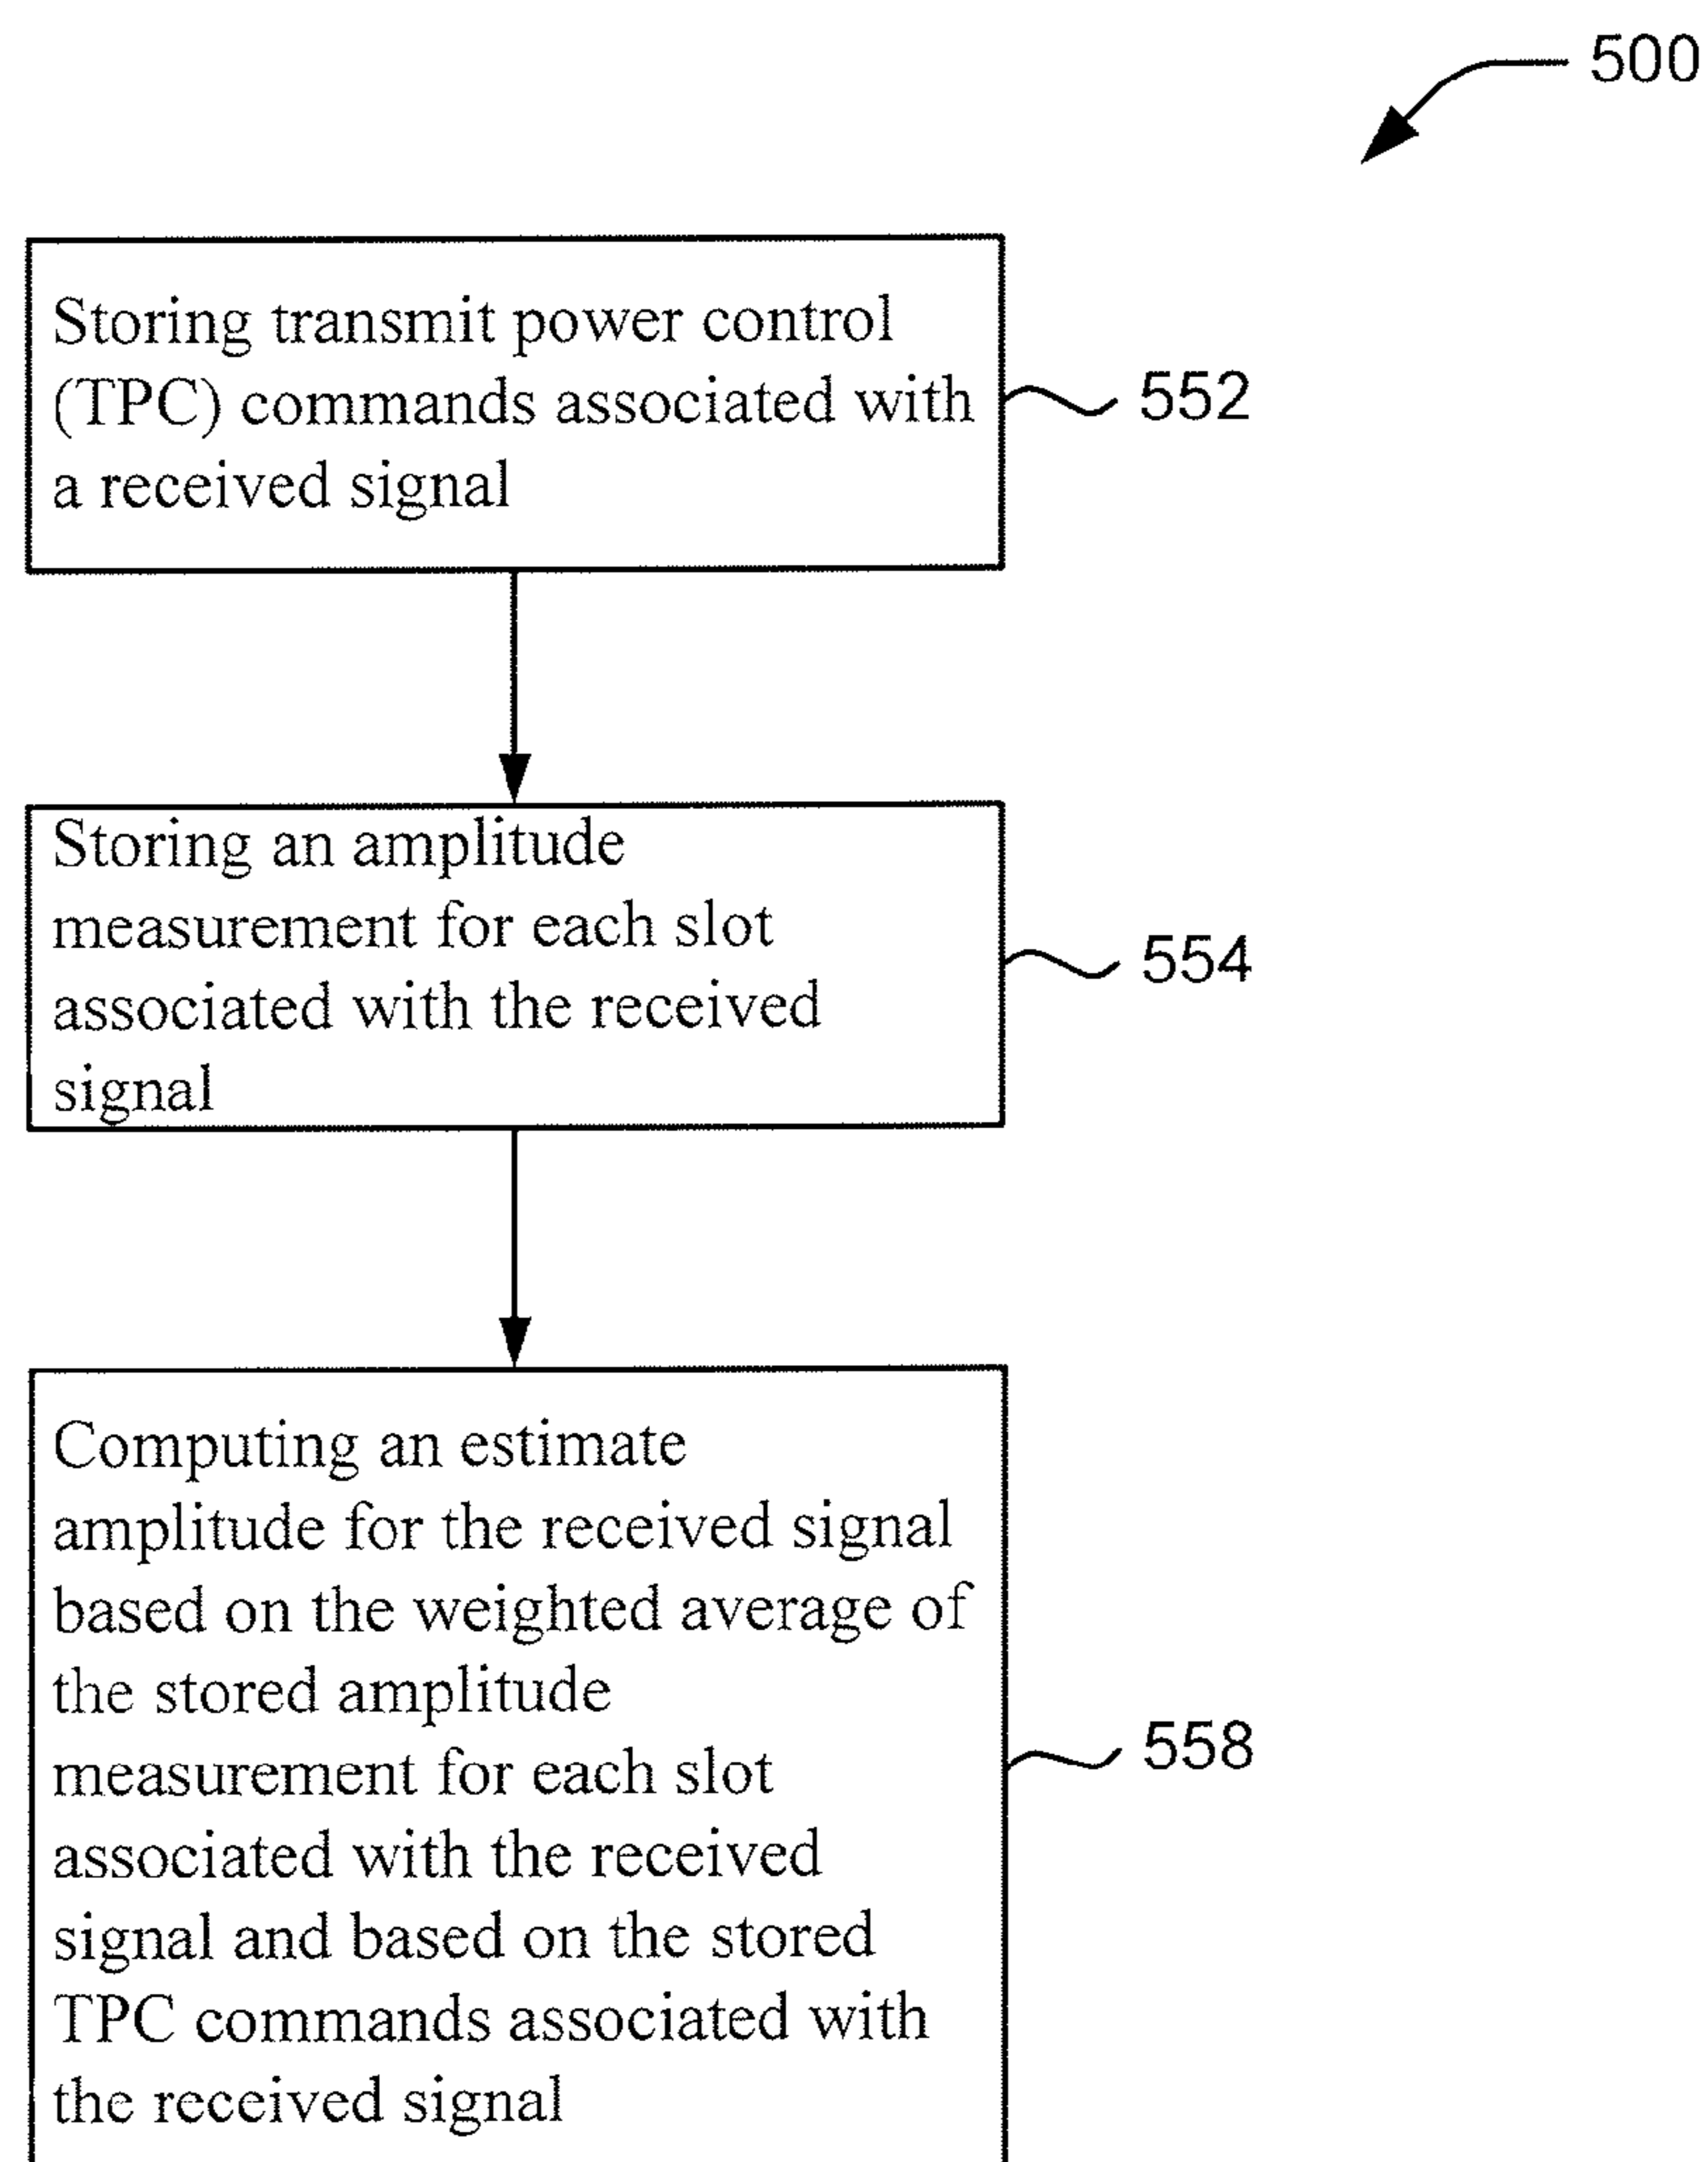 500
Storing transmit power control
(TPC) commands associated with
a received signal
552
Storing an amplitude
measurement for each slot
associated with the received
signal
554
Computing an estimate
amplitude for the received signal
based on the weighted average of
the stored amplitude
measurement for each slot
associated with the received
signal and based on the stored
TPC commands associated with
the received signal
558